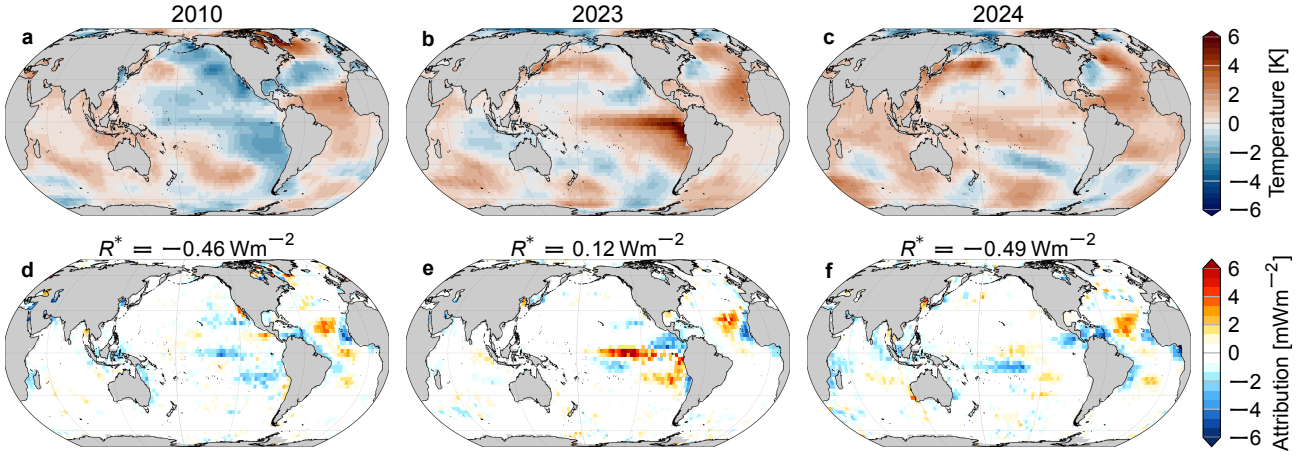 2010
2023
2024
a
b
c
6
4
2
0
−2
−4
−6
Temperature [K]
R* = −0.46 Wm⁻²
R* = 0.12 Wm⁻²
R* = −0.49 Wm⁻²
d
e
f
6
4
2
0
−2
−4
−6
Attribution [mWm⁻²]